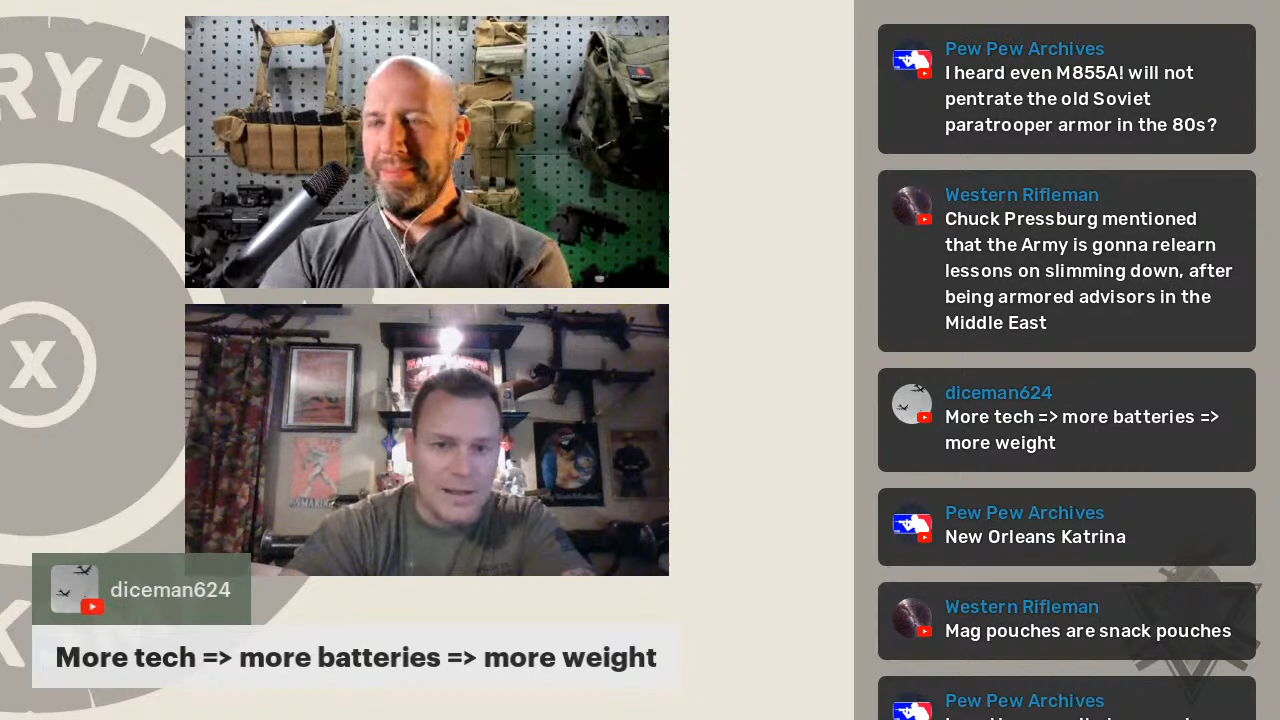 RYDA
X
Pew Pew Archives
I heard even M855A! will not
pentrate the old Soviet
paratrooper armor in the 80s?
Western Rifleman
Chuck Pressburg mentioned
that the Army is gonna relearn
lessons on slimming down, after
being armored advisors in the
Middle East
diceman624
More tech => more batteries =>
more weight
Pew Pew Archives
New Orleans Katrina
Western Rifleman
Mag pouches are snack pouches
Pew Pew Archives
diceman624
More tech => more batteries => more weight